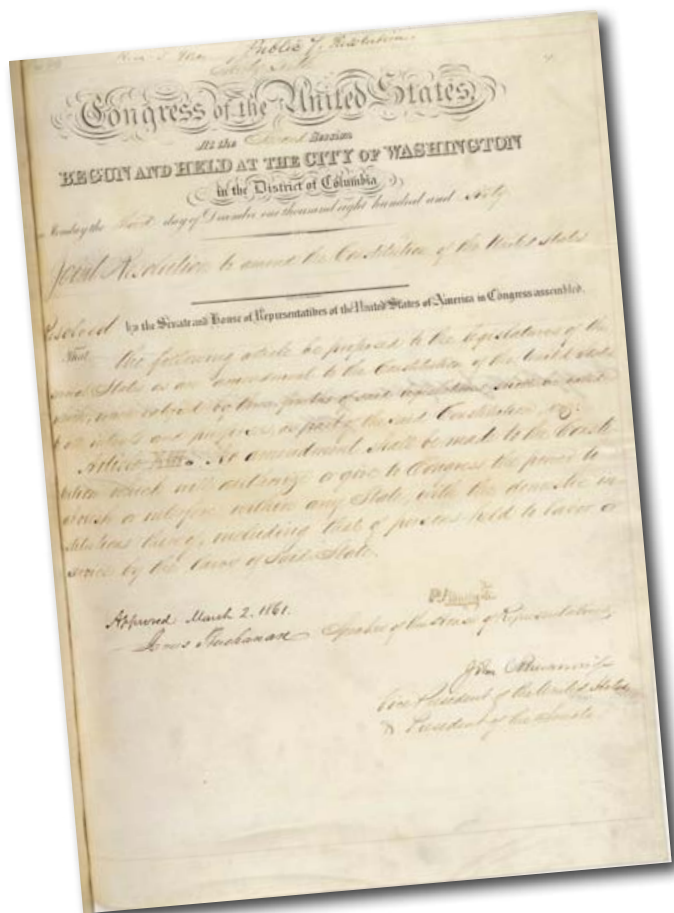 Public Resolution
Congress of the United States,
At the Second Session
BEGUN AND HELD AT THE CITY OF WASHINGTON
in the District of Columbia
on Monday the third day of December one thousand eight hundred and sixty
Joint Resolution to amend the Constitution of the United States
Resolved by the Senate and House of Representatives of the United States of America in Congress assembled,
That the following article be proposed to the Legislatures of the
several States as an amendment to the Constitution of the United States
which, when ratified by three fourths of said Legislatures shall be valid
to all intents and purposes, as part of the said Constitution viz:
Article XIII. No amendment shall be made to the Constitu
tution which will authorize or give to Congress the power to
abolish or interfere within any State, with the domestic in
stitutions thereof, including that of persons held to labor or
service by the laws of said State.
Approved March 2. 1861.
James Buchanan
Speaker of the House of Representatives,
John C Breckinridge
Vice President of the United States,
& President of the Senate